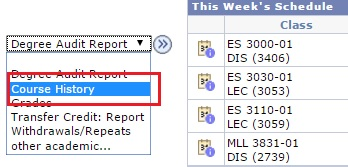 This Week's Schedule
Class
Degree Audit Report
Degree Audit Report
Course History
Grades
Transfer Credit: Report
Withdrawals/Repeats
other academic...
ES 3000-01
DIS (3406)
ES 3030-01
LEC (3053)
ES 3110-01
LEC (3059)
MLL 3831-01
DIS (2739)